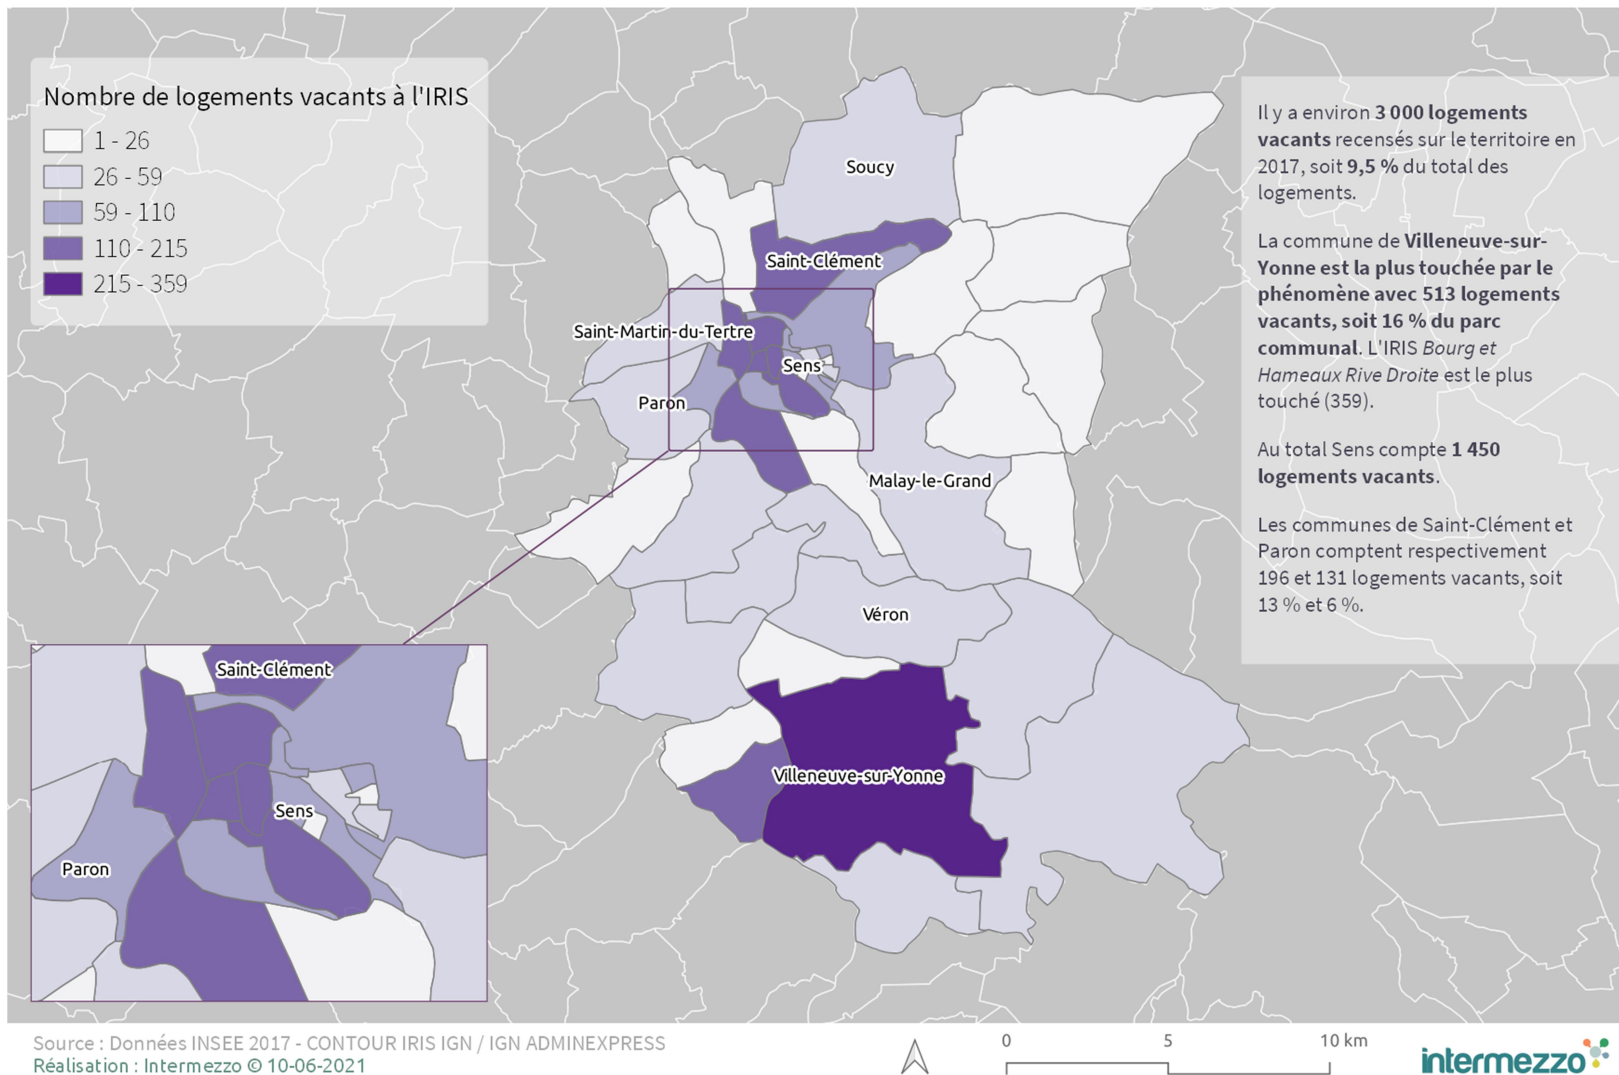 Nombre de logements vacants à l'IRIS
1 - 26
26 - 59
59 - 110
110 - 215
215 - 359
Il y a environ 3 000 logements
vacants recensés sur le territoire en
2017, soit 9,5 % du total des
logements.
La commune de Villeneuve-sur-
Yonne est la plus touchée par le
phénomène avec 513 logements
vacants, soit 16 % du parc
communal. L'IRIS Bourg et
Hameaux Rive Droite est le plus
touché (359).
Au total Sens compte 1 450
logements vacants.
Les communes de Saint-Clément et
Paron comptent respectivement
196 et 131 logements vacants, soit
13 % et 6 %.
Soucy
Saint-Clément
Saint-Martin-du-Tertre
Sens
Paron
Malay-le-Grand
Véron
Villeneuve-sur-Yonne
Saint-Clément
Sens
Paron
Source : Données INSEE 2017 - CONTOUR IRIS IGN / IGN ADMINEXPRESS
Réalisation : Intermezzo © 10-06-2021
0 5 10 km
intermezzo